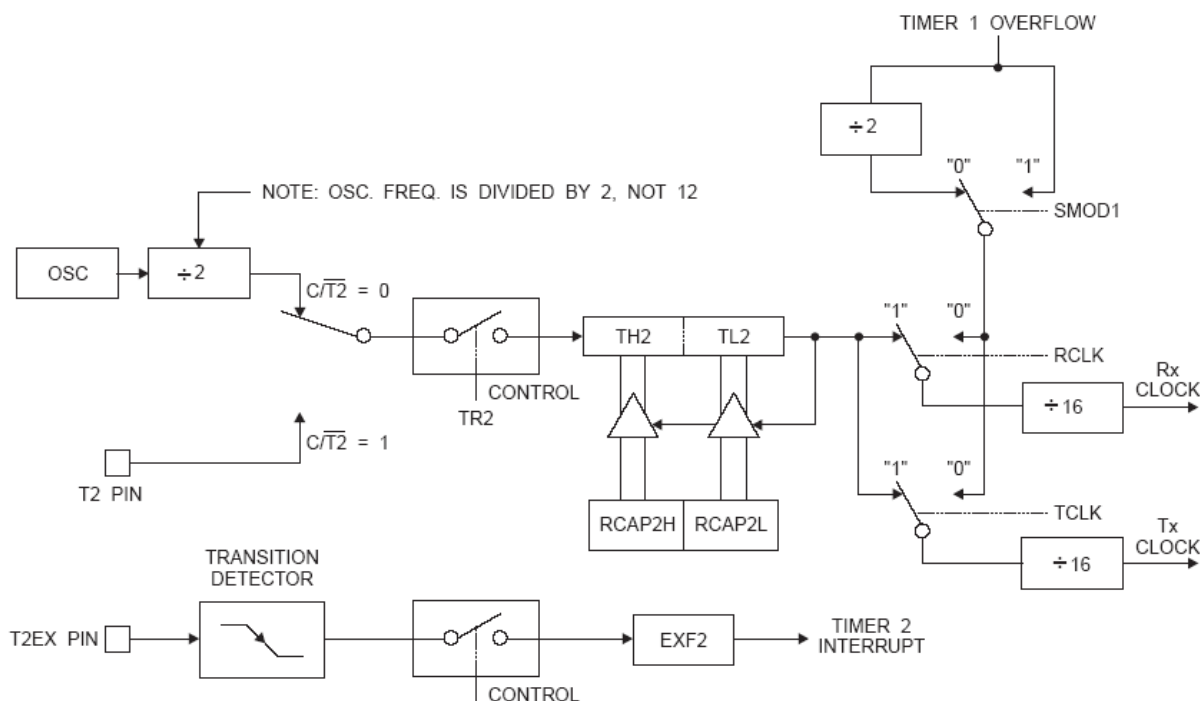 TIMER 1 OVERFLOW
÷2
"0" "1"
NOTE: OSC. FREQ. IS DIVIDED BY 2, NOT 12
SMOD1
OSC
÷2
C/T2 = 0
"1" "0"
TH2 TL2
RCLK
Rx
CLOCK
CONTROL
TR2
÷16
C/T2 = 1
"1" "0"
T2 PIN
RCAP2H RCAP2L
TCLK
Tx
CLOCK
TRANSITION
DETECTOR
÷16
T2EX PIN
EXF2
TIMER 2
INTERRUPT
CONTROL